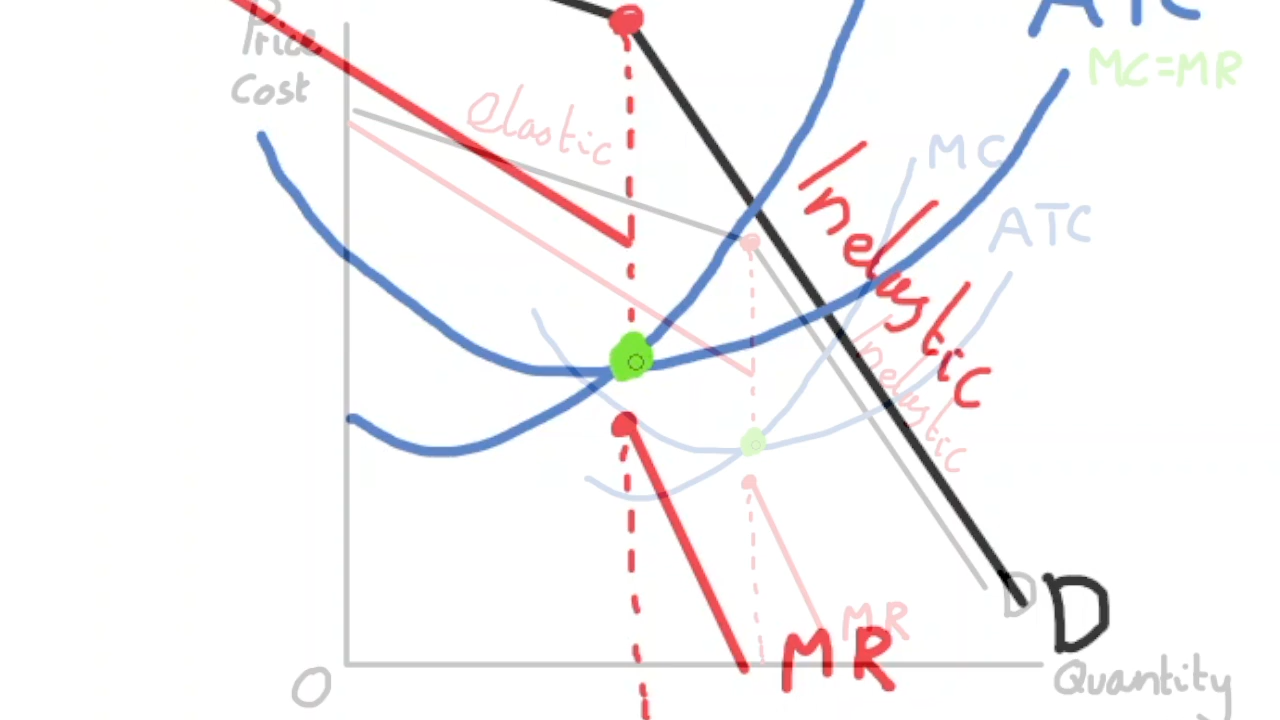 ATC
Price
Cost
MC=MR
elastic
MC
Inelastic
ATC
Inelastic
D
D
MR
MR
O
Quantity